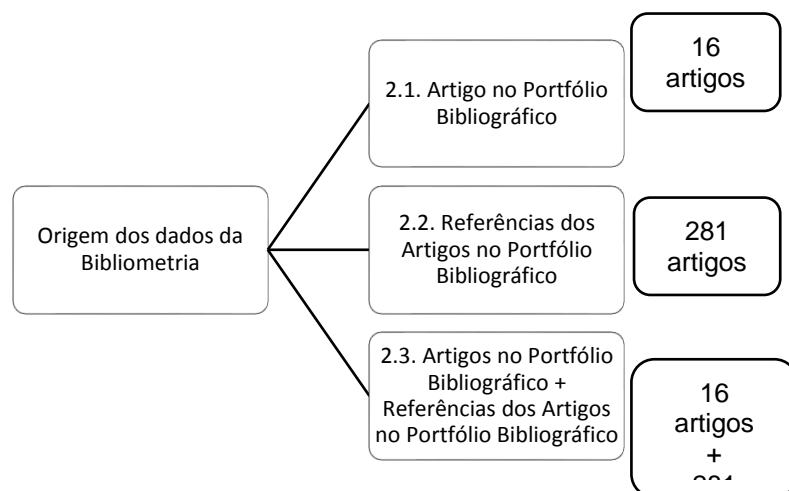 Origem dos dados da
Bibliometria
2.1. Artigo no Portfólio
Bibliográfico
16
artigos
2.2. Referências dos
Artigos no Portfólio
Bibliográfico
281
artigos
2.3. Artigos no Portfólio
Bibliográfico +
Referências dos Artigos
no Portfólio Bibliográfico
16
artigos
+